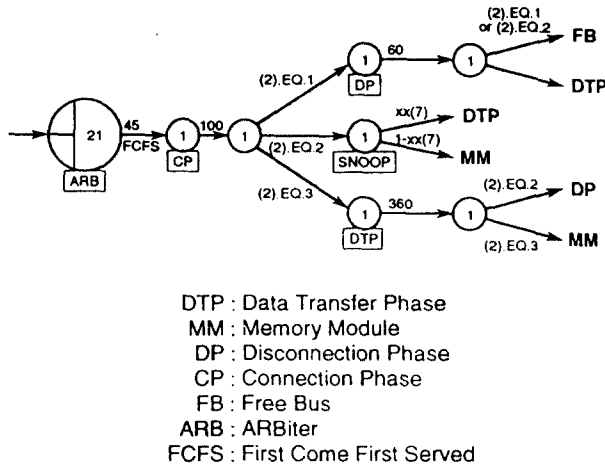 (2).EQ.1
or (2).EQ.2
FB
60
1
1
DP
DTP
(2).EQ.1
21
45
FCFS
ARB
1
CP
100
1
(2).EQ.2
1
SNOOP
xx(7)
DTP
1-xx(7)
MM
(2).EQ.3
1
DTP
360
1
(2).EQ.2
DP
(2).EQ.3
MM
DTP : Data Transfer Phase
MM : Memory Module
DP : Disconnection Phase
CP : Connection Phase
FB : Free Bus
ARB : ARBiter
FCFS : First Come First Served